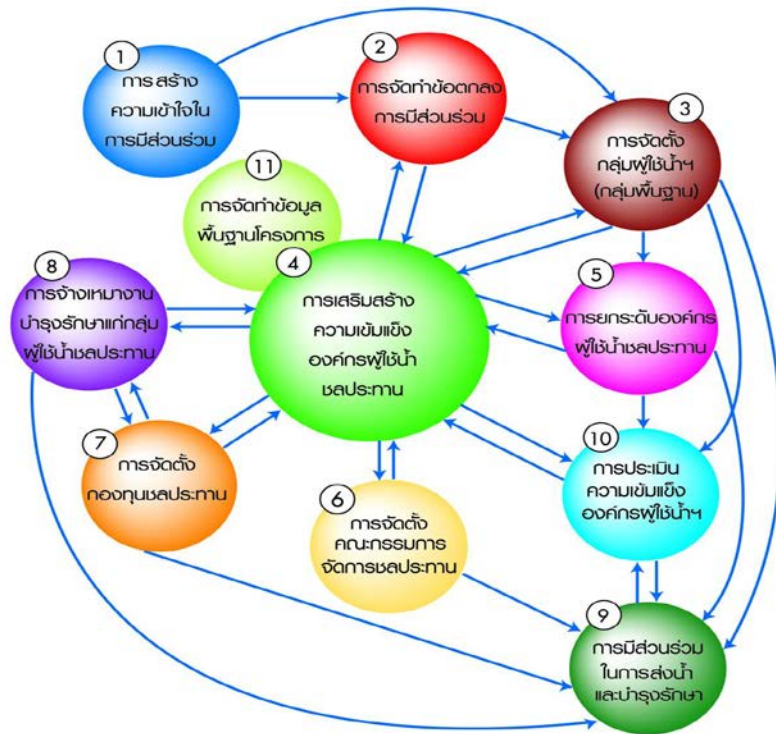 1
การสร้าง
ความเข้าใจใน
การมีส่วนร่วม
2
การจัดทำข้อตกลง
การมีส่วนร่วม
3
การจัดตั้ง
กลุ่มผู้ใช้น้ำฯ
(กลุ่มพื้นฐาน)
11
การจัดทำข้อมูล
พื้นฐานโครงการ
4
การเสริมสร้าง
ความเข้มแข็ง
องค์กรผู้ใช้น้ำ
ชลประทาน
8
การจ้างเหมางาน
บำรุงรักษาแก่กลุ่ม
ผู้ใช้น้ำชลประทาน
5
การยกระดับองค์กร
ผู้ใช้น้ำชลประทาน
7
การจัดตั้ง
กองทุนชลประทาน
10
การประเมิน
ความเข้มแข็ง
องค์กรผู้ใช้น้ำฯ
6
การจัดตั้ง
คณะกรรมการ
จัดการชลประทาน
9
การมีส่วนร่วม
ในการส่งน้ำ
และบำรุงรักษา